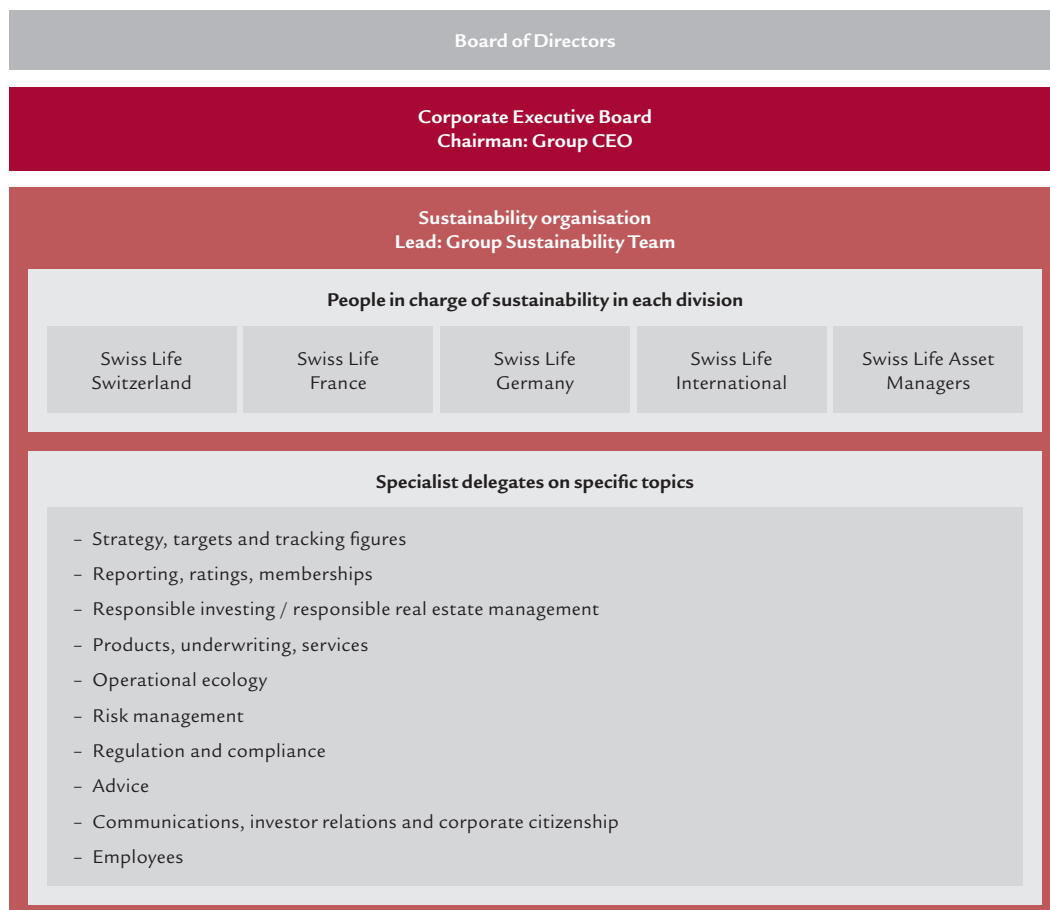 Board of Directors
Corporate Executive Board
Chairman: Group CEO
Sustainability organisation
Lead: Group Sustainability Team
People in charge of sustainability in each division
Swiss Life
Switzerland
Swiss Life
France
Swiss Life
Germany
Swiss Life
International
Swiss Life Asset
Managers
Specialist delegates on specific topics
– Strategy, targets and tracking figures
– Reporting, ratings, memberships
– Responsible investing / responsible real estate management
– Products, underwriting, services
– Operational ecology
– Risk management
– Regulation and compliance
– Advice
– Communications, investor relations and corporate citizenship
– Employees